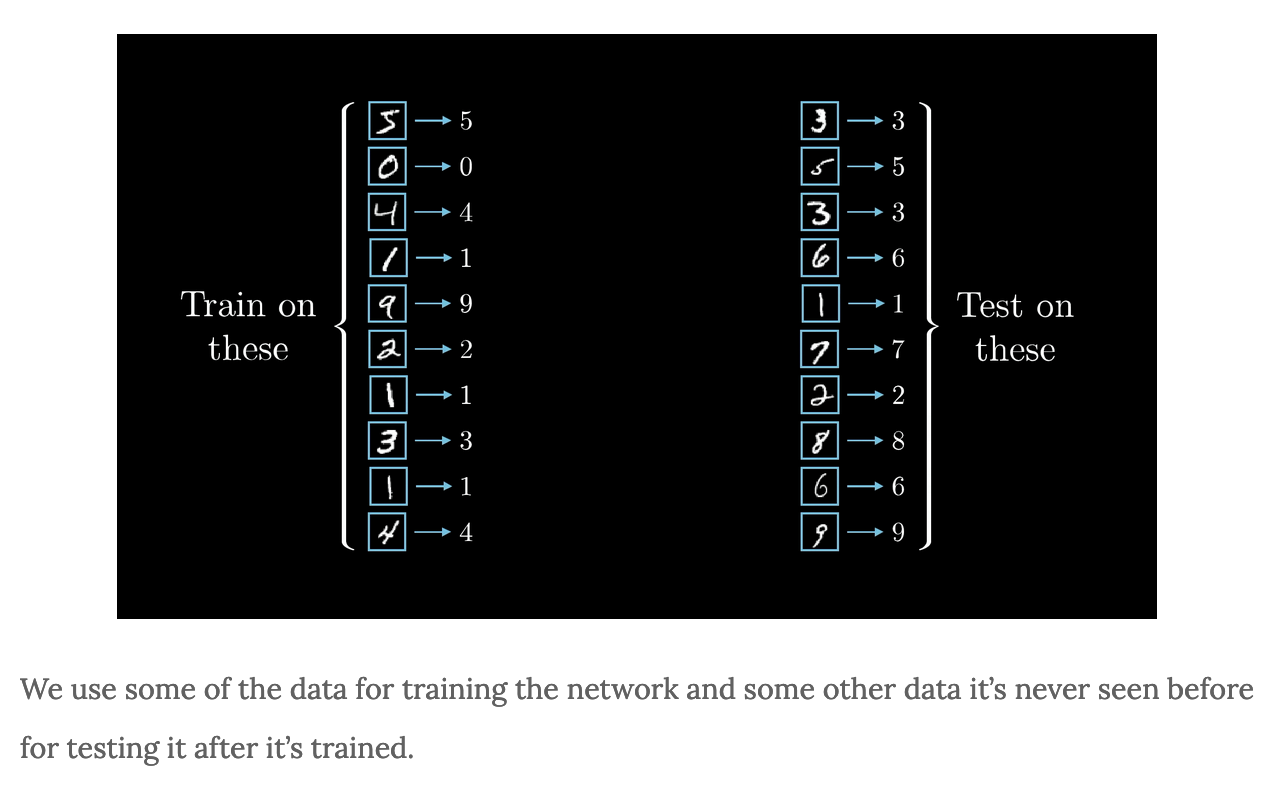 Train on
these
5 → 5
0 → 0
4 → 4
1 → 1
9 → 9
2 → 2
1 → 1
3 → 3
1 → 1
4 → 4
3 → 3
5 → 5
3 → 3
6 → 6
1 → 1
7 → 7
2 → 2
8 → 8
6 → 6
9 → 9
Test on
these
We use some of the data for training the network and some other data it’s never seen before
for testing it after it’s trained.